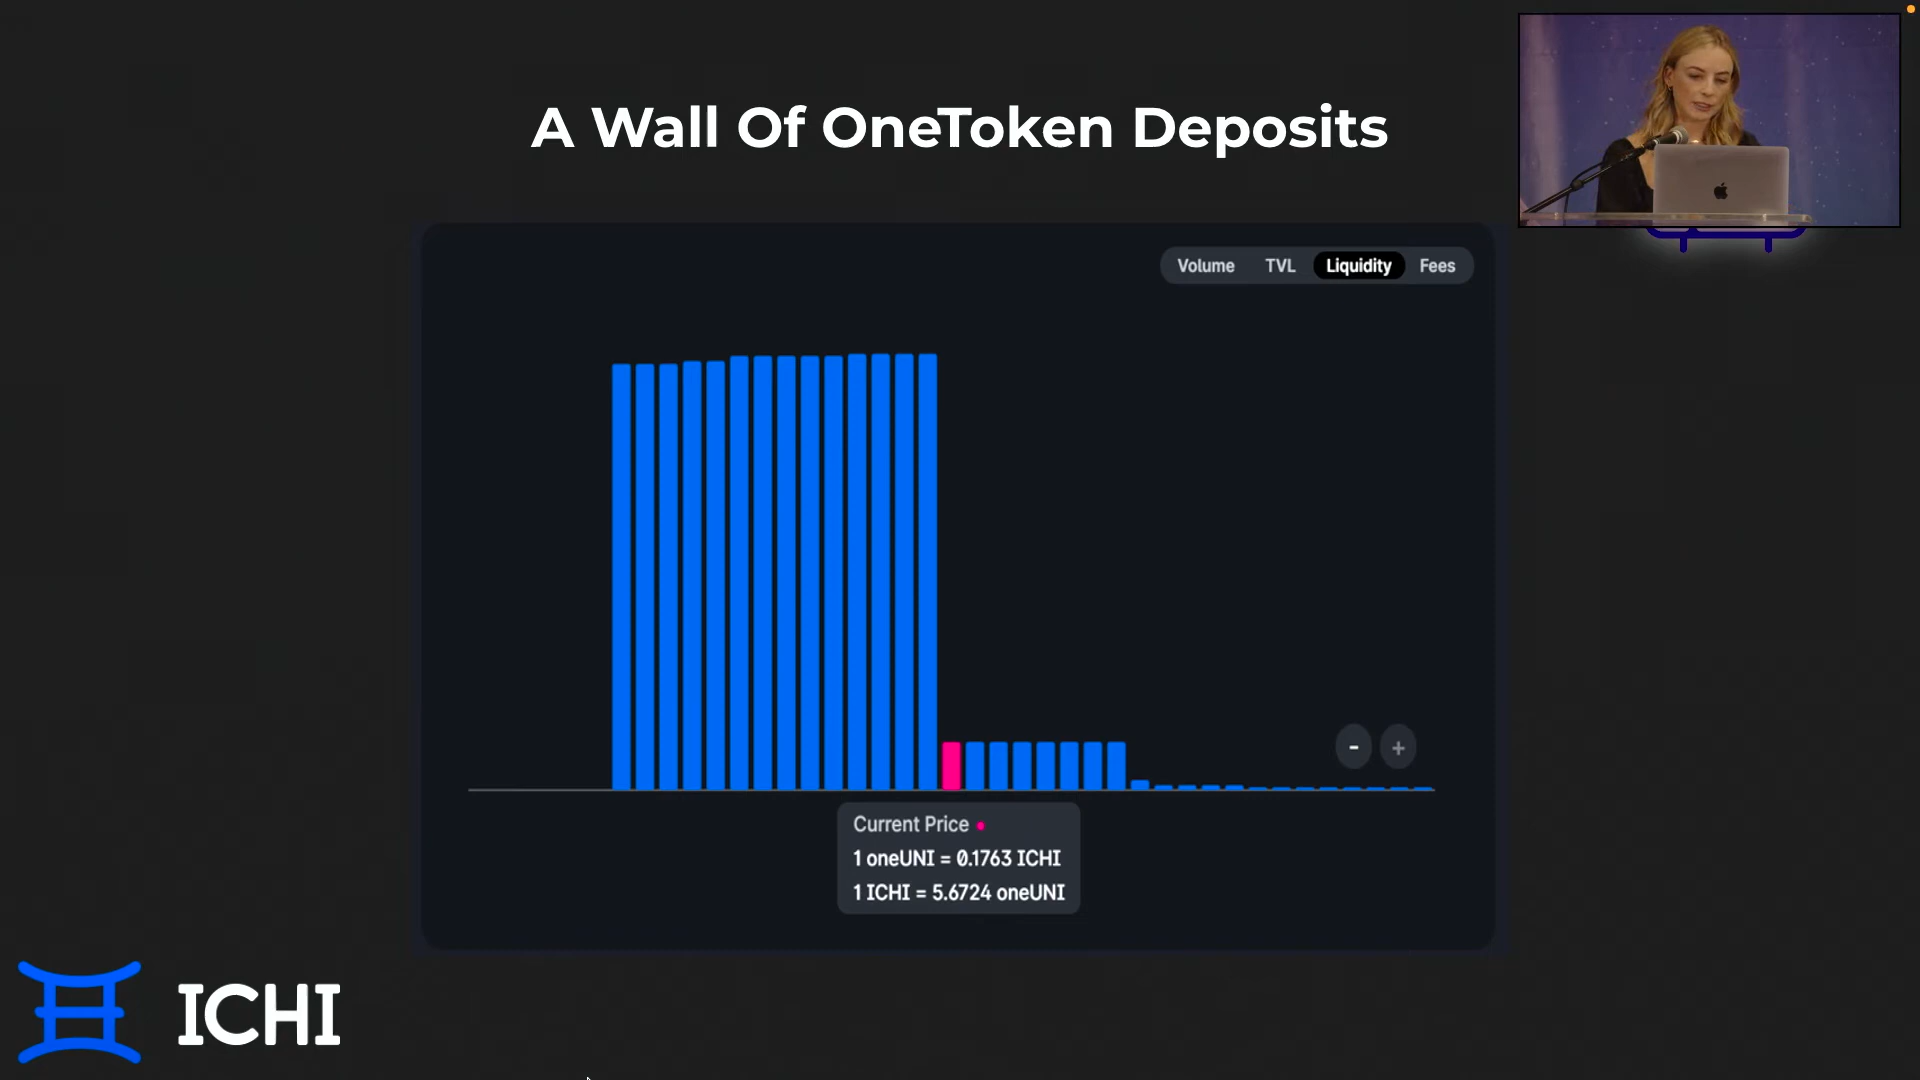 A Wall Of OneToken Deposits
Volume TVL Liquidity Fees
- +
Current Price
1 oneUNI = 0.1763 ICHI
1 ICHI = 5.6724 oneUNI
ICHI